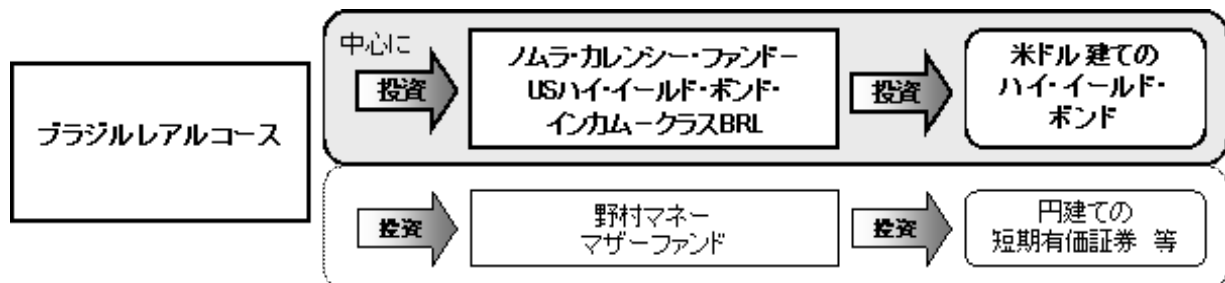 ブラジルレアルコース
中心に
投資
ノムラ・カレンシー・ファンドー
USハイ・イールド・ボンド・
インカムークラスBRL
投資
米ドル建ての
ハイ・イールド・
ボンド
投資
野村マネー
マザーファンド
投資
円建ての
短期有価証券 等